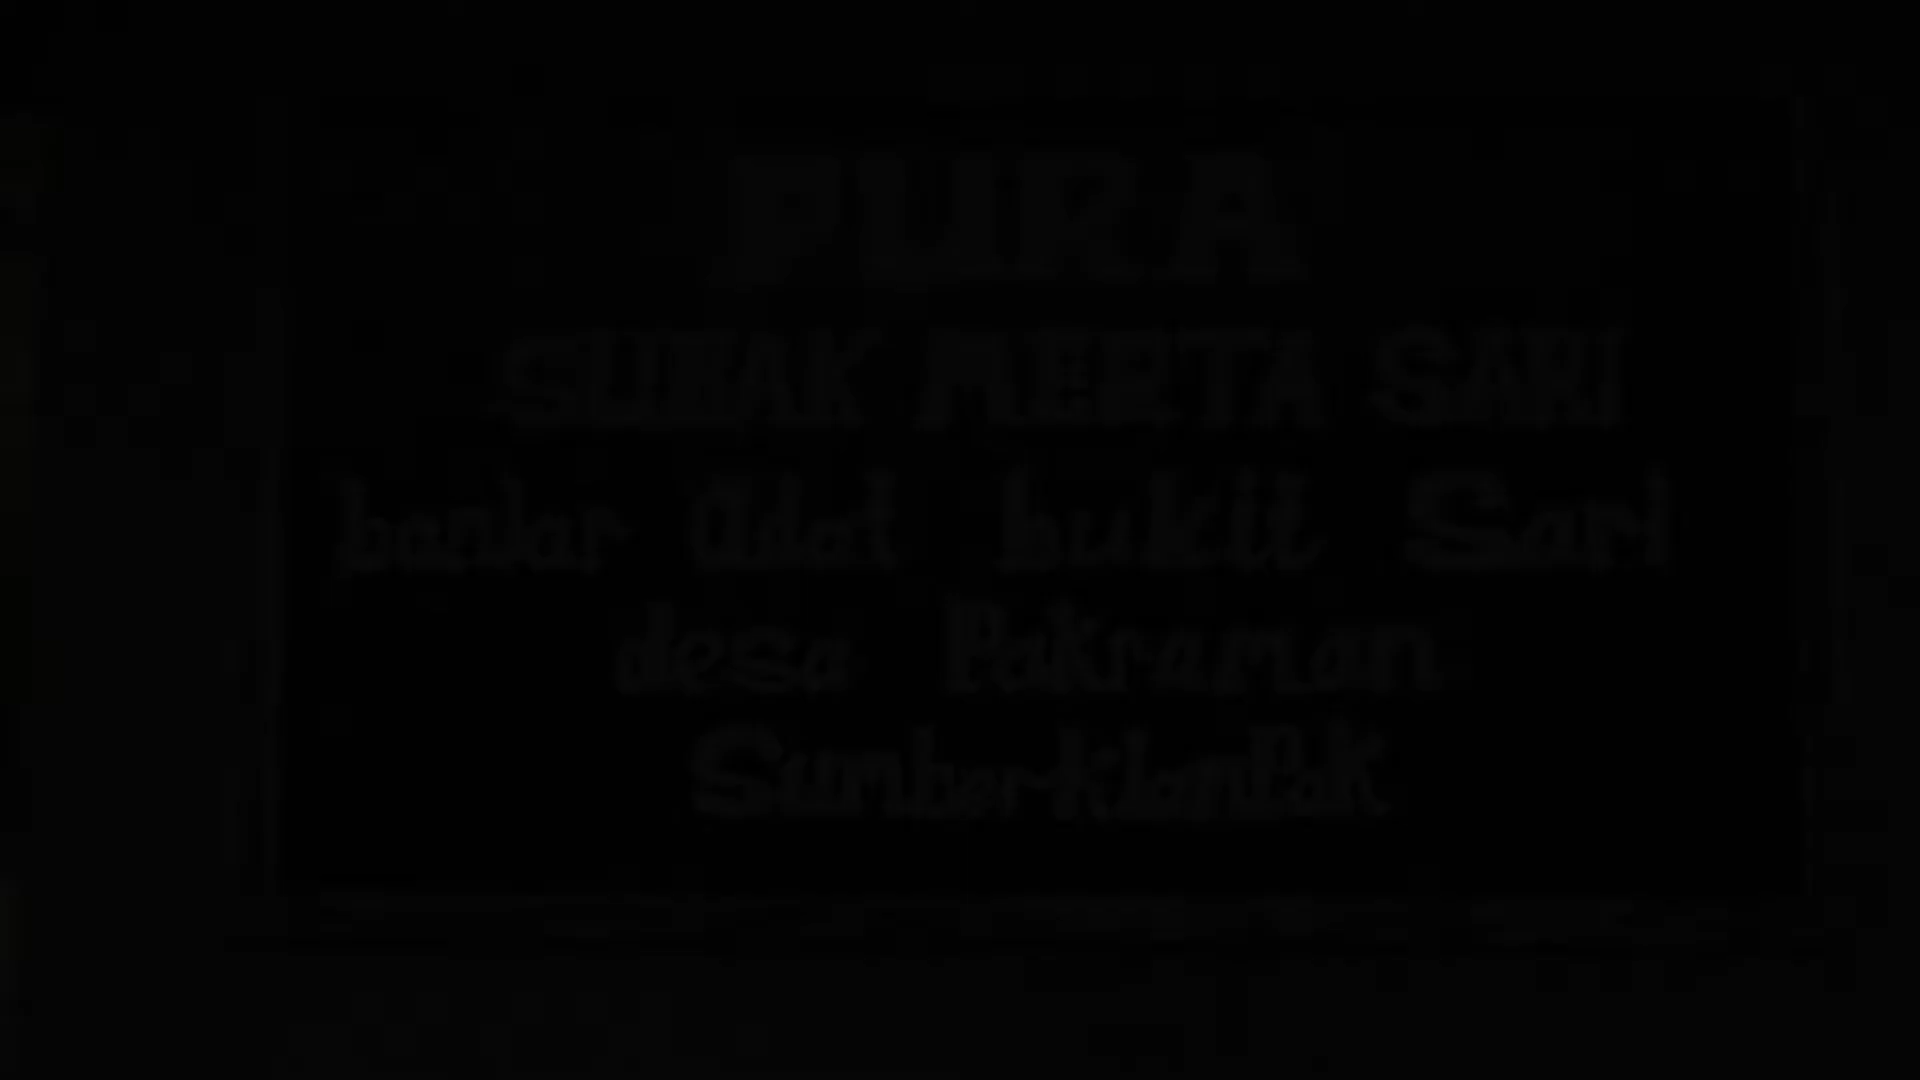 PURA
SUBAK MERTA SARI
banjar adat bukit Sari
desa Pakraman
Sumberklampok